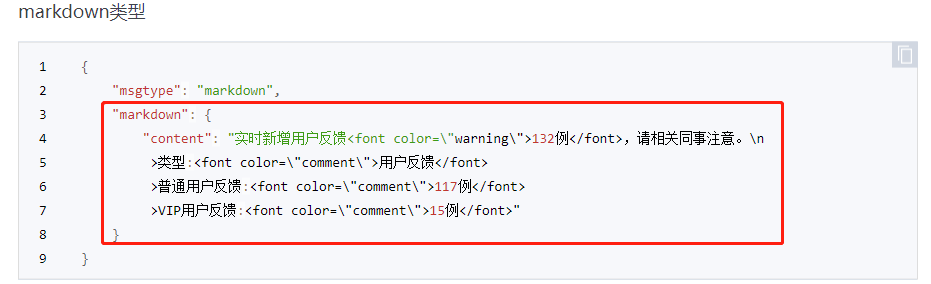 markdown类型
1 {
2 "msgtype": "markdown",
3 "markdown": {
4 "content": "实时新增用户反馈<font color=\"warning\">132例</font>，请相关同事注意。\n
5 >类型:<font color=\"comment\">用户反馈</font>
6 >普通用户反馈:<font color=\"comment\">117例</font>
7 >VIP用户反馈:<font color=\"comment\">15例</font>"
8 }
9 }